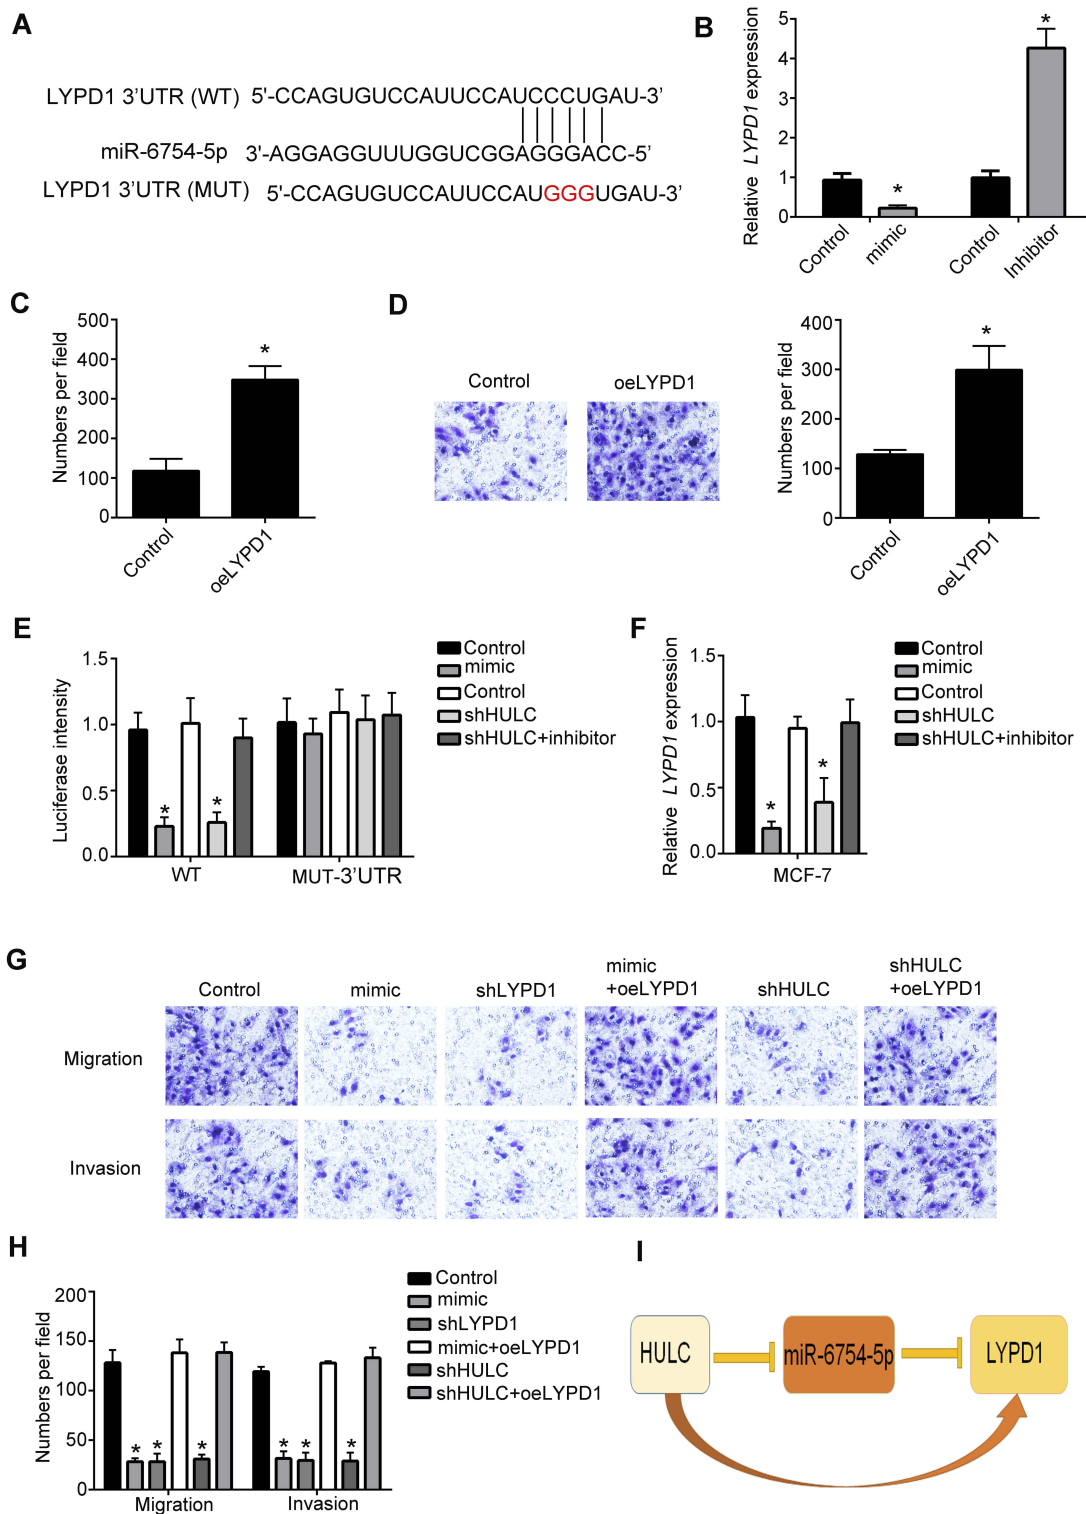 A
LYPD1 3'UTR (WT) 5'-CCAGUGUCCAUUCCAUCCCUGAU-3'
miR-6754-5p 3'-AGGAGGUUUGGUCGGAGGGACC-5'
LYPD1 3'UTR (MUT) 5'-CCAGUGUCCAUUCCAUGGGUGAU-3'
B
Relative LYPD1 expression
5
4
3
2
1
0
*
*
Control
mimic
Control
Inhibitor
C
Numbers per field
500
400
300
200
100
0
*
Control
oeLYPD1
D
Control
oeLYPD1
Numbers per field
400
300
200
100
0
*
Control
oeLYPD1
E
Luciferase intensity
1.5
1.0
0.5
0.0
*
*
WT
MUT-3'UTR
Control
mimic
Control
shHULC
shHULC+inhibitor
F
Relative LYPD1 expression
1.5
1.0
0.5
0.0
*
*
MCF-7
Control
mimic
Control
shHULC
shHULC+inhibitor
G
Control
mimic
shLYPD1
mimic
+oeLYPD1
shHULC
shHULC
+oeLYPD1
Migration
Invasion
H
Numbers per field
200
150
100
50
0
* * *
* * *
Migration
Invasion
Control
mimic
shLYPD1
mimic+oeLYPD1
shHULC
shHULC+oeLYPD1
I
HULC
miR-6754-5p
LYPD1